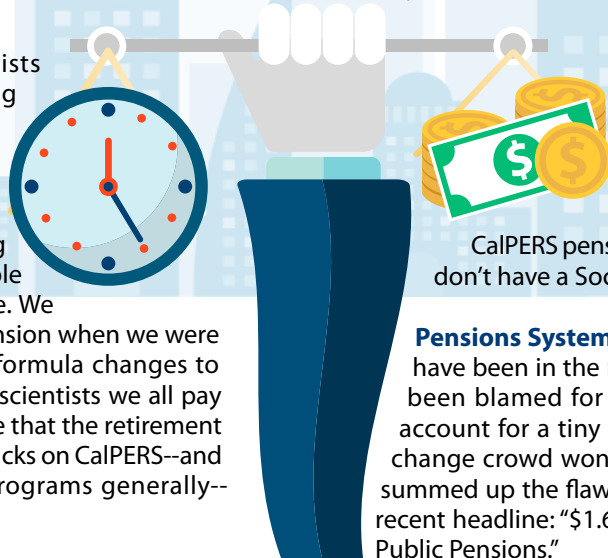 ists
g
g
ple
e. We
nsion when we were
formula changes to
scientists we all pay
e that the retirement
cks on CalPERS--and
rograms generally--
$
$
CalPERS pens
don’t have a Soc
Pensions System
have been in the
been blamed for
account for a tiny
change crowd won
summed up the flaw
recent headline: “$1.6
Public Pensions.”